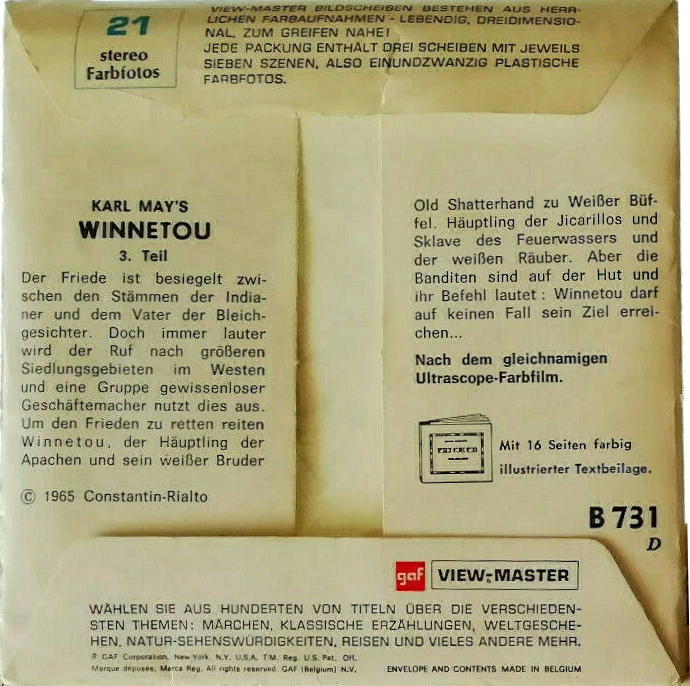 21
stereo
Farbfotos
VIEW-MASTER BILDSCHEIBEN BESTEHEN AUS HERR-
LICHEN FARBAUFNAHMEN - LEBENDIG, DREIDIMENSIO-
NAL, ZUM GREIFEN NAHE!
JEDE PACKUNG ENTHÄLT DREI SCHEIBEN MIT JEWEILS
SIEBEN SZENEN, ALSO EINUNDZWANZIG PLASTISCHE
FARBFOTOS.
KARL MAY'S
WINNETOU
3. Teil
Der Friede ist besiegelt zwi-
schen den Stämmen der India-
ner und dem Vater der Bleich-
gesichter. Doch immer lauter
wird der Ruf nach größeren
Siedlungsgebieten im Westen
und eine Gruppe gewissenloser
Geschäftemacher nutzt dies aus.
Um den Frieden zu retten reiten
Winnetou, der Häuptling der
Apachen und sein weißer Bruder
© 1965 Constantin-Rialto
Old Shatterhand zu Weißer Büf-
fel. Häuptling der Jicarillos und
Sklave des Feuerwassers und
der weißen Räuber. Aber die
Banditen sind auf der Hut und
ihr Befehl lautet : Winnetou darf
auf keinen Fall sein Ziel errei-
chen...
Nach dem gleichnamigen
Ultrascope-Farbfilm.
Mit 16 Seiten farbig
illustrierter Textbeilage.
B 731
D
gaf VIEW-MASTER
WÄHLEN SIE AUS HUNDERTEN VON TITELN ÜBER DIE VERSCHIEDEN-
STEN THEMEN: MÄRCHEN, KLASSISCHE ERZÄHLUNGEN, WELTGESCHE-
HEN, NATUR-SEHENSWÜRDIGKEITEN, REISEN UND VIELES ANDERE MEHR.
® GAF Corporation, New York, N.Y. U.S.A. T.M. Reg. U.S. Pat. Off.
Marque déposée. Marca Reg. All rights reserved. GAF (Belgium) N.V.
ENVELOPE AND CONTENTS MADE IN BELGIUM